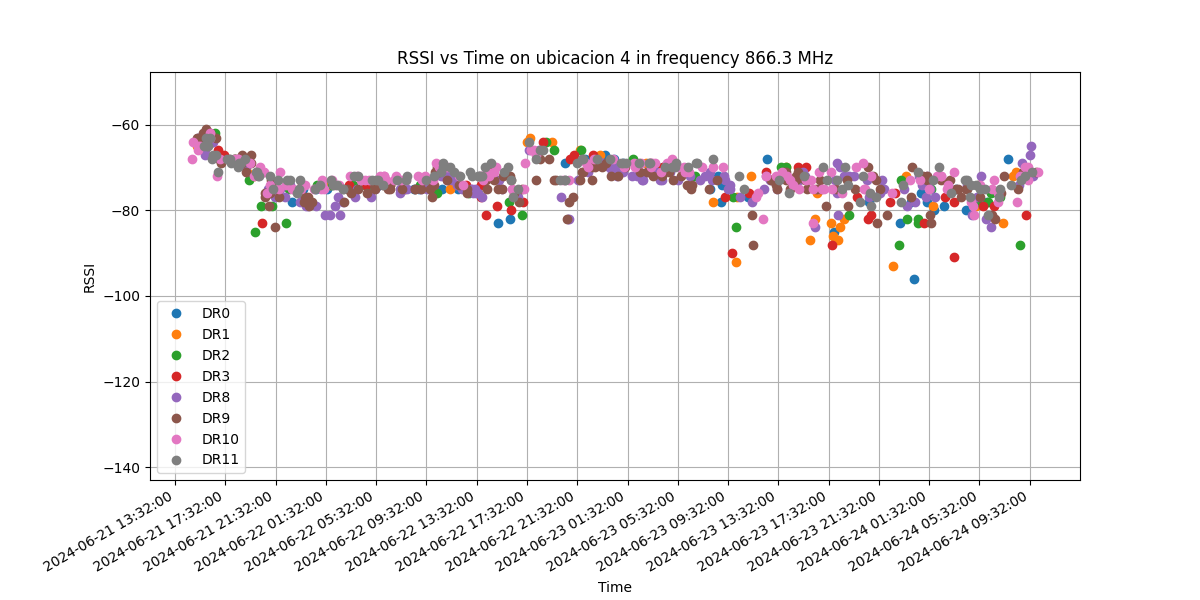 RSSI vs Time on ubicacion 4 in frequency 866.3 MHz
RSSI
−60
−80
−100
−120
−140
DR0
DR1
DR2
DR3
DR8
DR9
DR10
DR11
2024-06-21 13:32:00
2024-06-21 17:32:00
2024-06-21 21:32:00
2024-06-22 01:32:00
2024-06-22 05:32:00
2024-06-22 09:32:00
2024-06-22 13:32:00
2024-06-22 17:32:00
2024-06-22 21:32:00
2024-06-23 01:32:00
2024-06-23 05:32:00
2024-06-23 09:32:00
2024-06-23 13:32:00
2024-06-23 17:32:00
2024-06-23 21:32:00
2024-06-24 01:32:00
2024-06-24 05:32:00
2024-06-24 09:32:00
Time